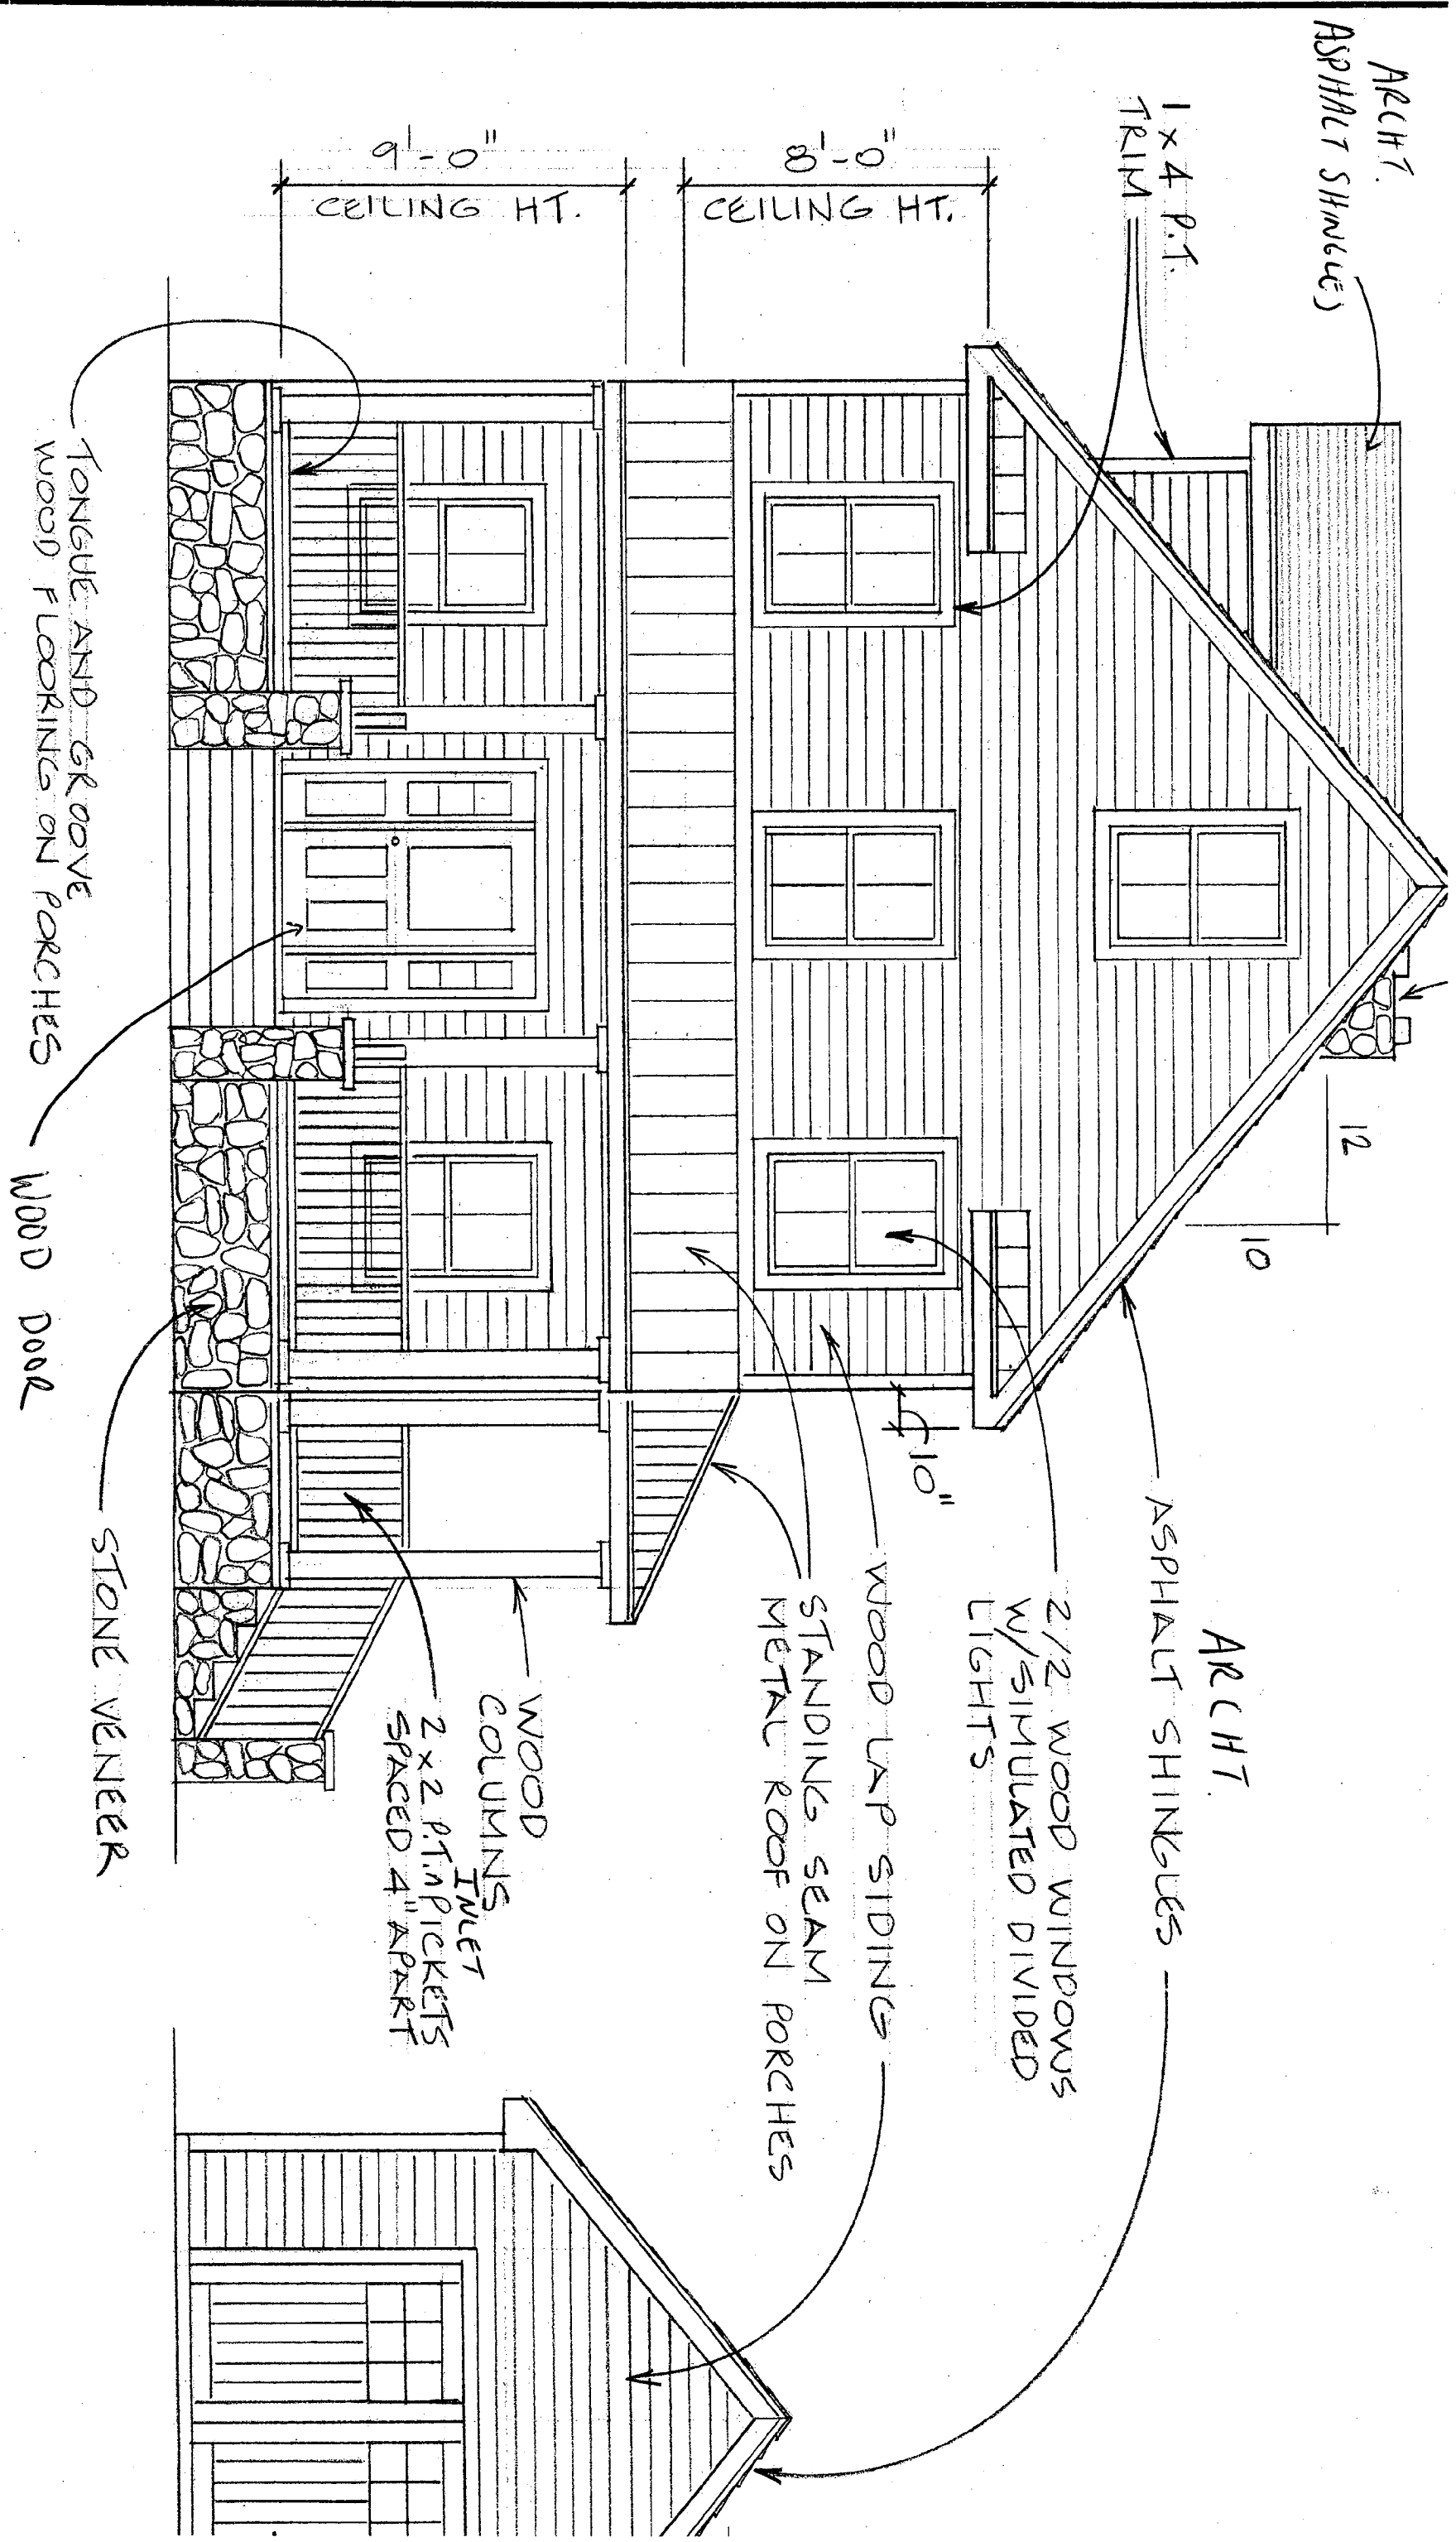 ARCHT.
ASPHALT SHINGLES
1 x 4 P.T.
TRIM
8'-0"
CEILING HT.
9'-0"
CEILING HT.
12
10
10"
ARCHT.
ASPHALT SHINGLES
2/2 WOOD WINDOWS
W/SIMULATED DIVIDED
LIGHTS
WOOD LAP SIDING
STANDING SEAM
METAL ROOF ON PORCHES
WOOD
COLUMNS
INLET
2 x 2 P.T. PICKETS
SPACED 4" APART
TONGUE AND GROOVE
WOOD FLOORING ON PORCHES
WOOD DOOR
STONE VENEER